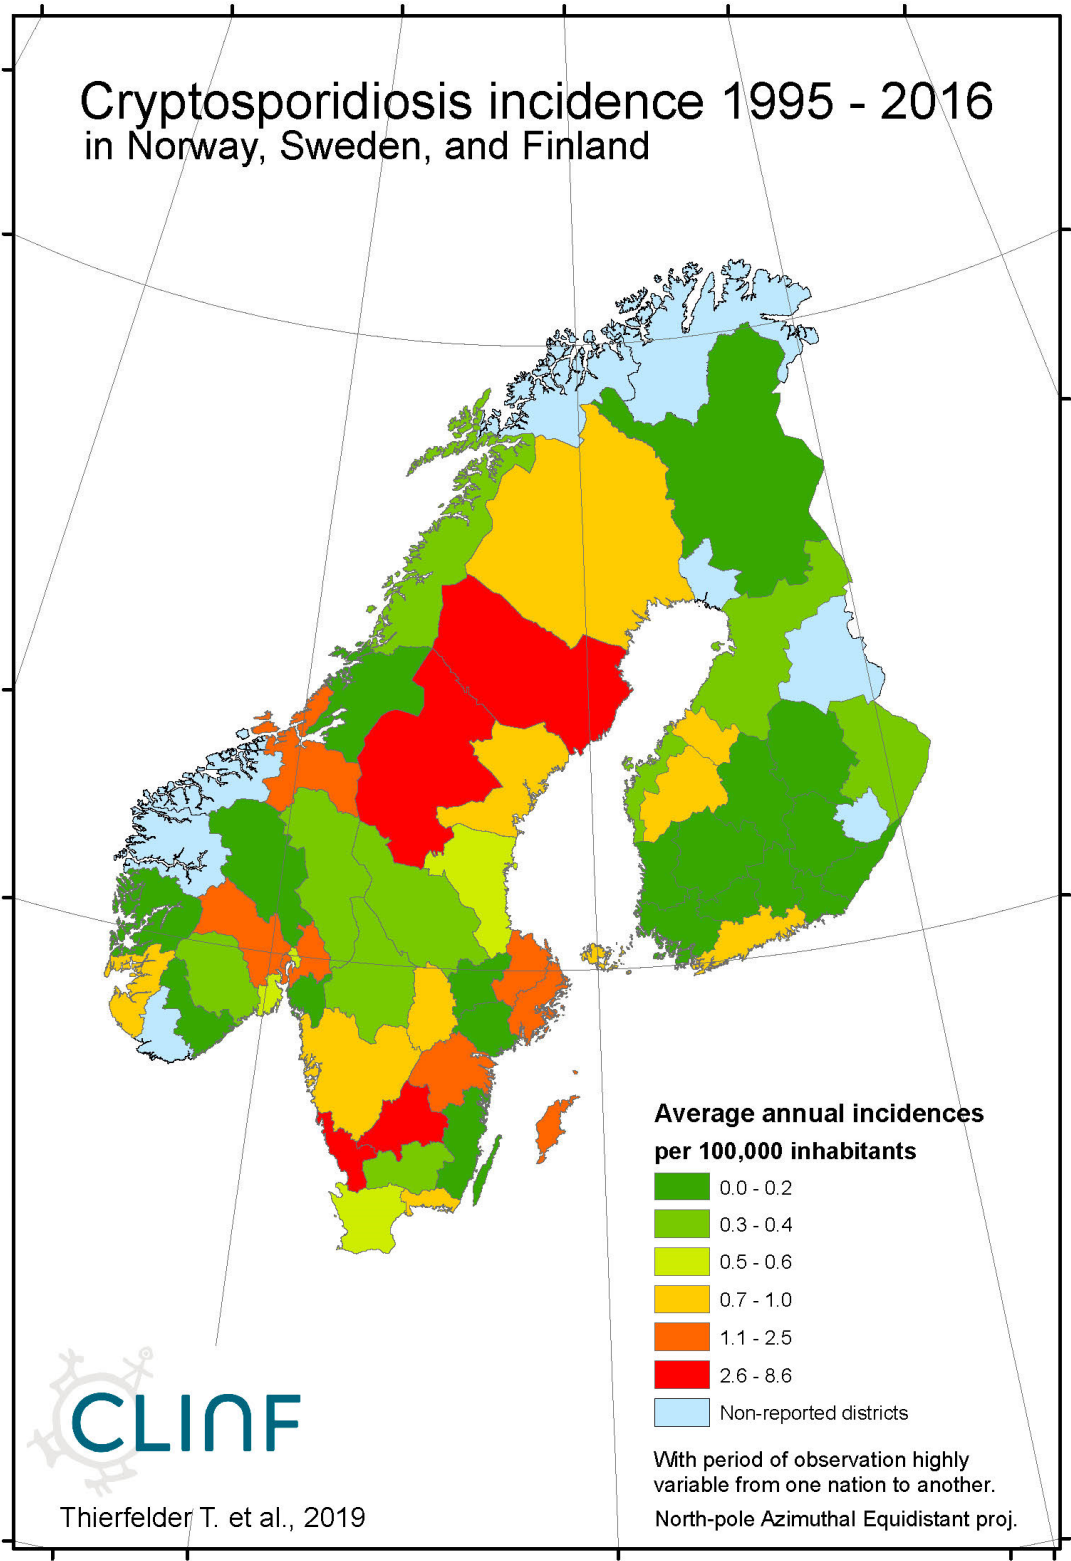 Cryptosporidiosis incidence 1995 - 2016
in Norway, Sweden, and Finland
Average annual incidences
per 100,000 inhabitants
0.0 - 0.2
0.3 - 0.4
0.5 - 0.6
0.7 - 1.0
1.1 - 2.5
2.6 - 8.6
Non-reported districts
With period of observation highly
variable from one nation to another.
North-pole Azimuthal Equidistant proj.
CLINF
Thierfelder T. et al., 2019